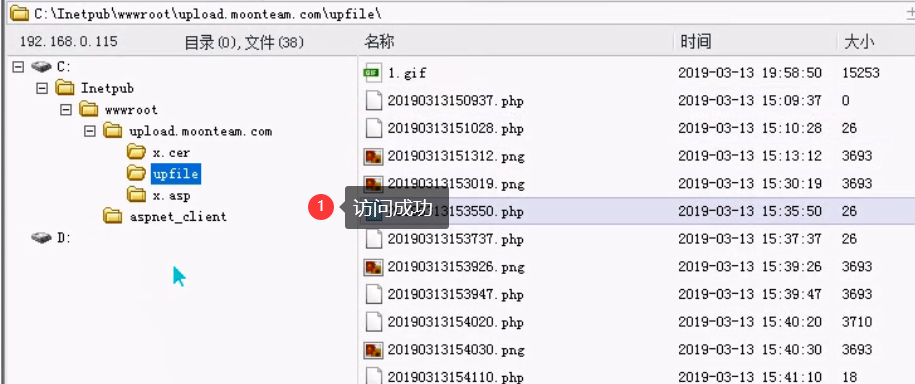 C:\Inetpub\wwwroot\upload.moonteam.com\upfile\
192.168.0.115 目录(0),文件(38) 名称 时间 大小
C:
Inetpub
wwwroot
upload.moonteam.com
x.cer
upfile
x.asp
aspnet_client
D:
1 访问成功
1.gif 2019-03-13 19:58:50 15253
20190313150937.php 2019-03-13 15:09:37 0
20190313151028.php 2019-03-13 15:10:28 26
20190313151312.png 2019-03-13 15:13:12 3693
20190313153019.png 2019-03-13 15:30:19 3693
313153550.php 2019-03-13 15:35:50 26
20190313153737.php 2019-03-13 15:37:37 26
20190313153926.png 2019-03-13 15:39:26 3693
20190313153947.php 2019-03-13 15:39:47 3693
20190313154020.php 2019-03-13 15:40:20 3710
20190313154030.png 2019-03-13 15:40:30 3693
20190313154110.php 2019-03-13 15:41:10 18